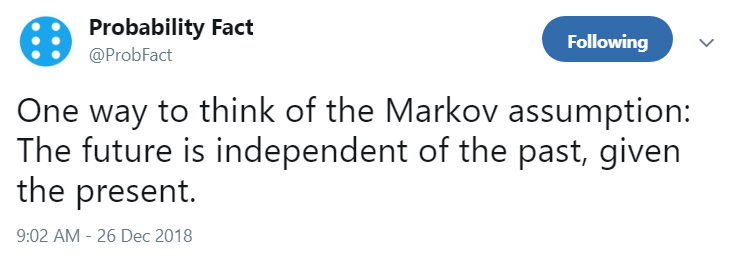 Probability Fact
@ProbFact
Following
One way to think of the Markov assumption:
The future is independent of the past, given
the present.
9:02 AM - 26 Dec 2018